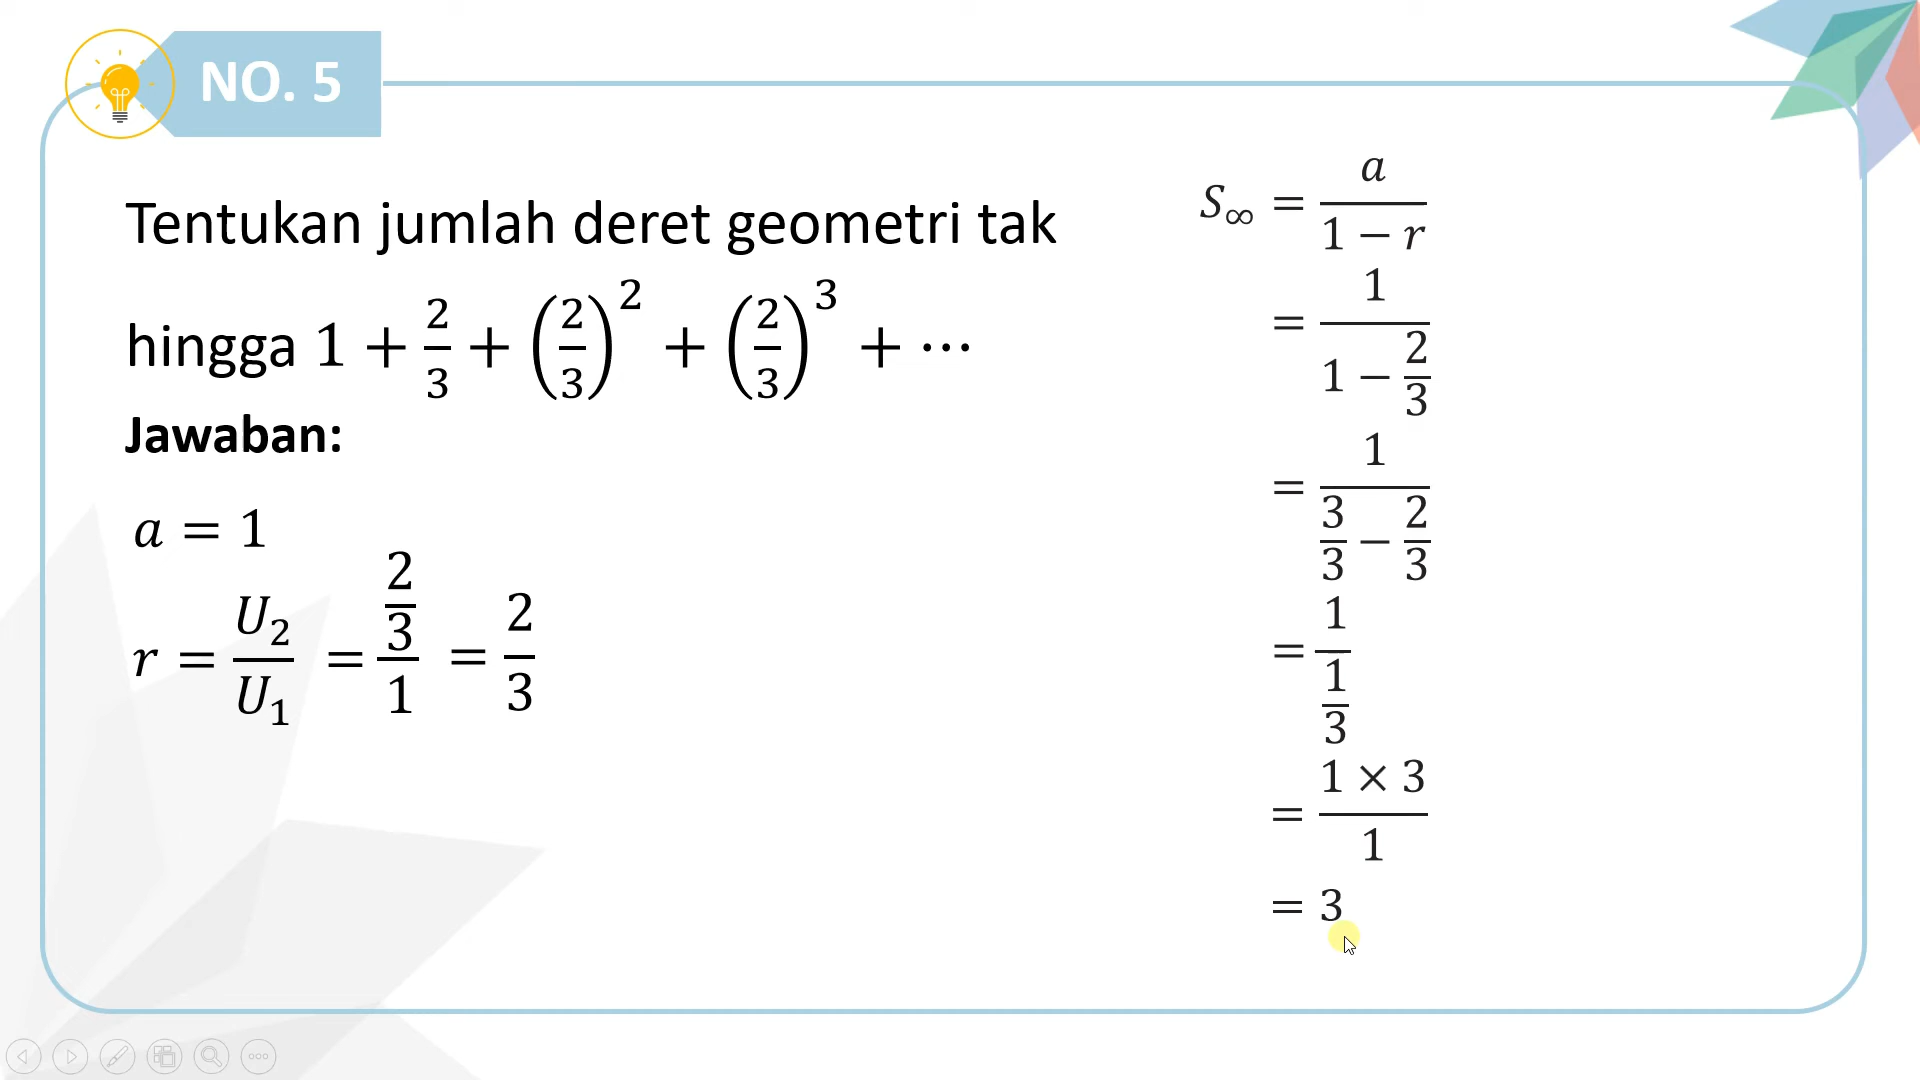 NO. 5
Tentukan jumlah deret geometri tak
hingga 1 + 2/3 + (2/3)² + (2/3)³ + ⋯
Jawaban:
a = 1
r = U₂/U₁ = (2/3)/1 = 2/3
S∞ = a/(1 − r)
= 1/(1 − 2/3)
= 1/(3/3 − 2/3)
= 1/(1/3)
= (1 × 3)/1
= 3